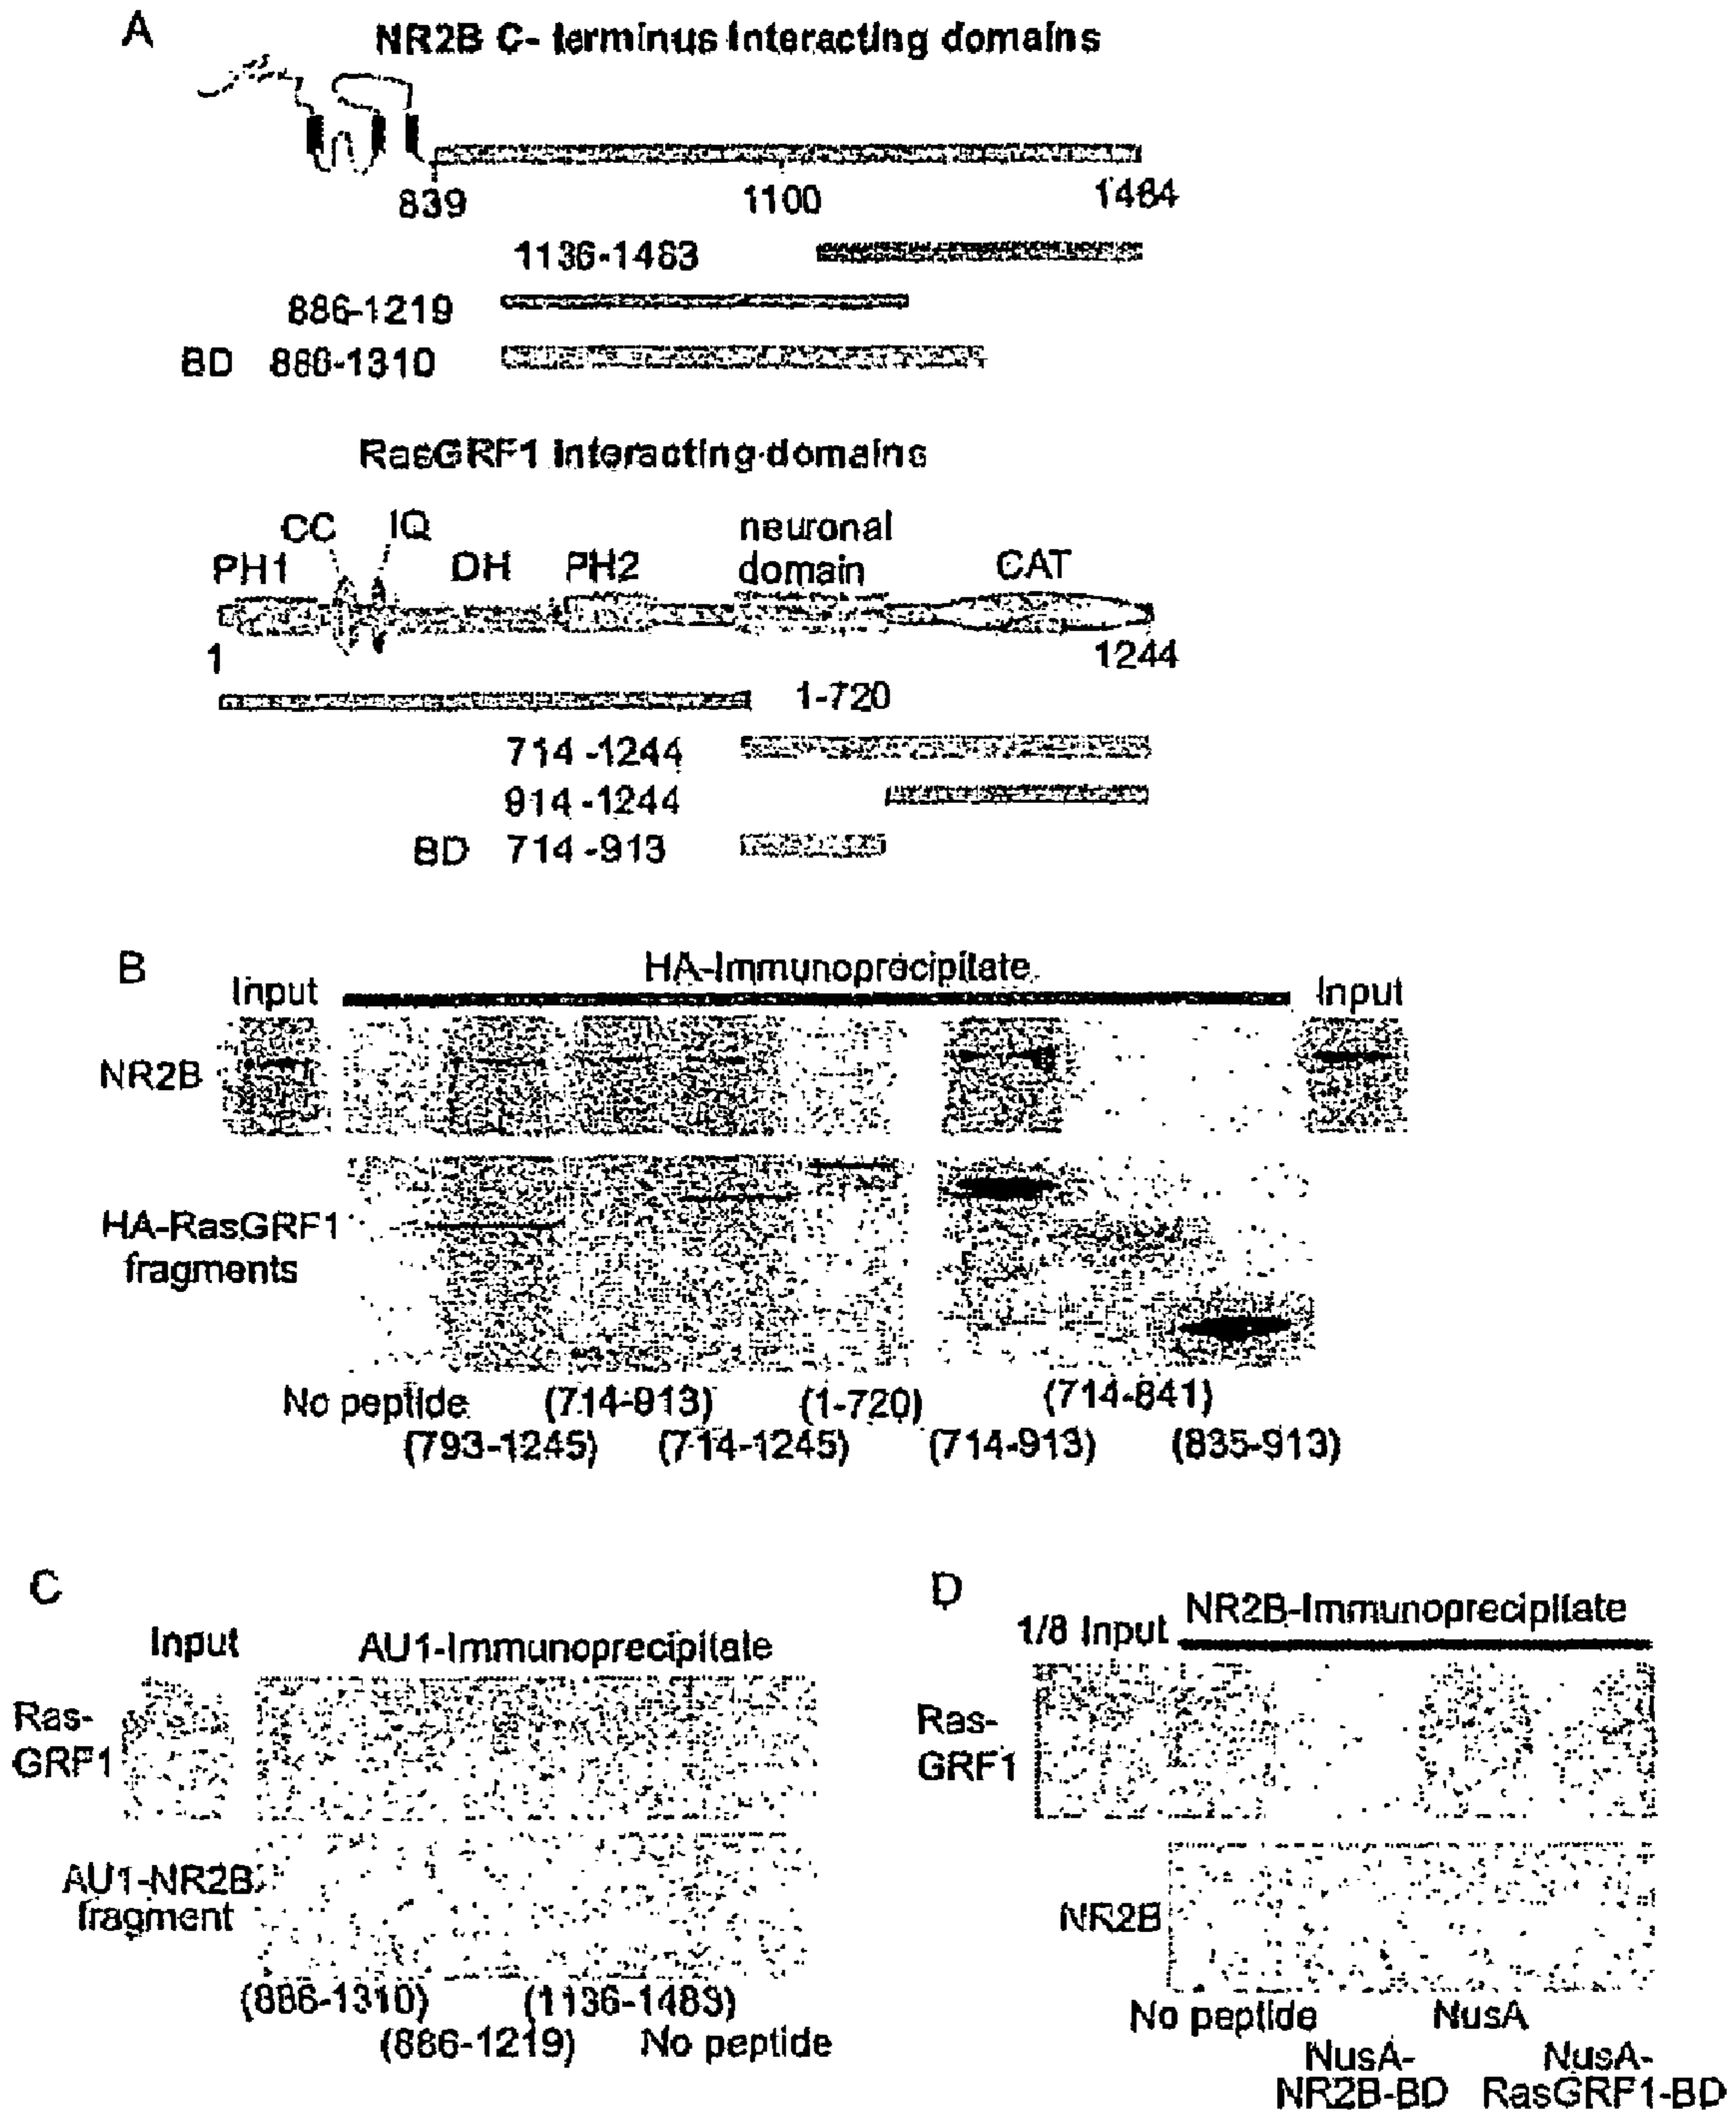 A
NR2B C- terminus interacting domains
839
1100
1484
1136-1483
886-1219
BD 886-1310
RasGRF1 interacting domains
CC
IQ
neuronal
PH1
DH
PH2
domain
CAT
1
1244
1-720
714 -1244
914 -1244
BD 714 -913
B
HA-Immunoprecipitate
Input
Input
NR2B
HA-RasGRF1
fragments
No peptide
(714-913)
(1-720)
(714-841)
(793-1245)
(714-1245)
(714-913)
(835-913)
C
Input
AU1-Immunoprecipitate
Ras-
GRF1
AU1-NR2B
fragment
(886-1310)
(1136-1483)
(886-1219)
No peptide
D
NR2B-Immunoprecipitate
1/8 Input
Ras-
GRF1
NR2B
No peptide
NusA
NusA-
NR2B-BD
NusA-
RasGRF1-BD